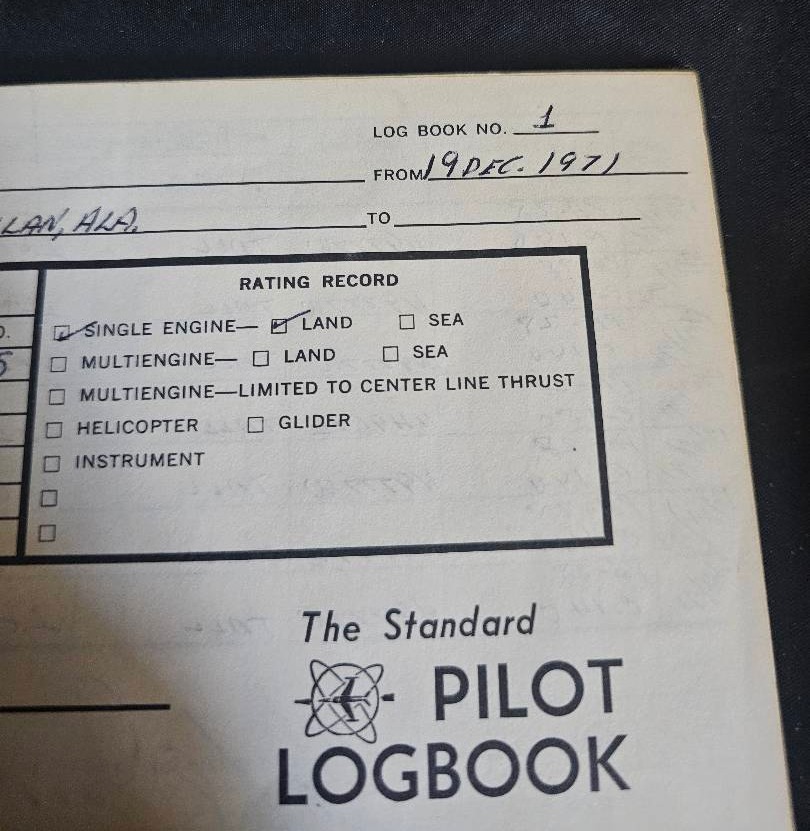 LOG BOOK NO. 1
FROM 19 DEC. 1971
LAN, ALA. TO
RATING RECORD
SINGLE ENGINE— LAND SEA
MULTIENGINE— LAND SEA
MULTIENGINE—LIMITED TO CENTER LINE THRUST
HELICOPTER GLIDER
INSTRUMENT
The Standard
PILOT
LOGBOOK